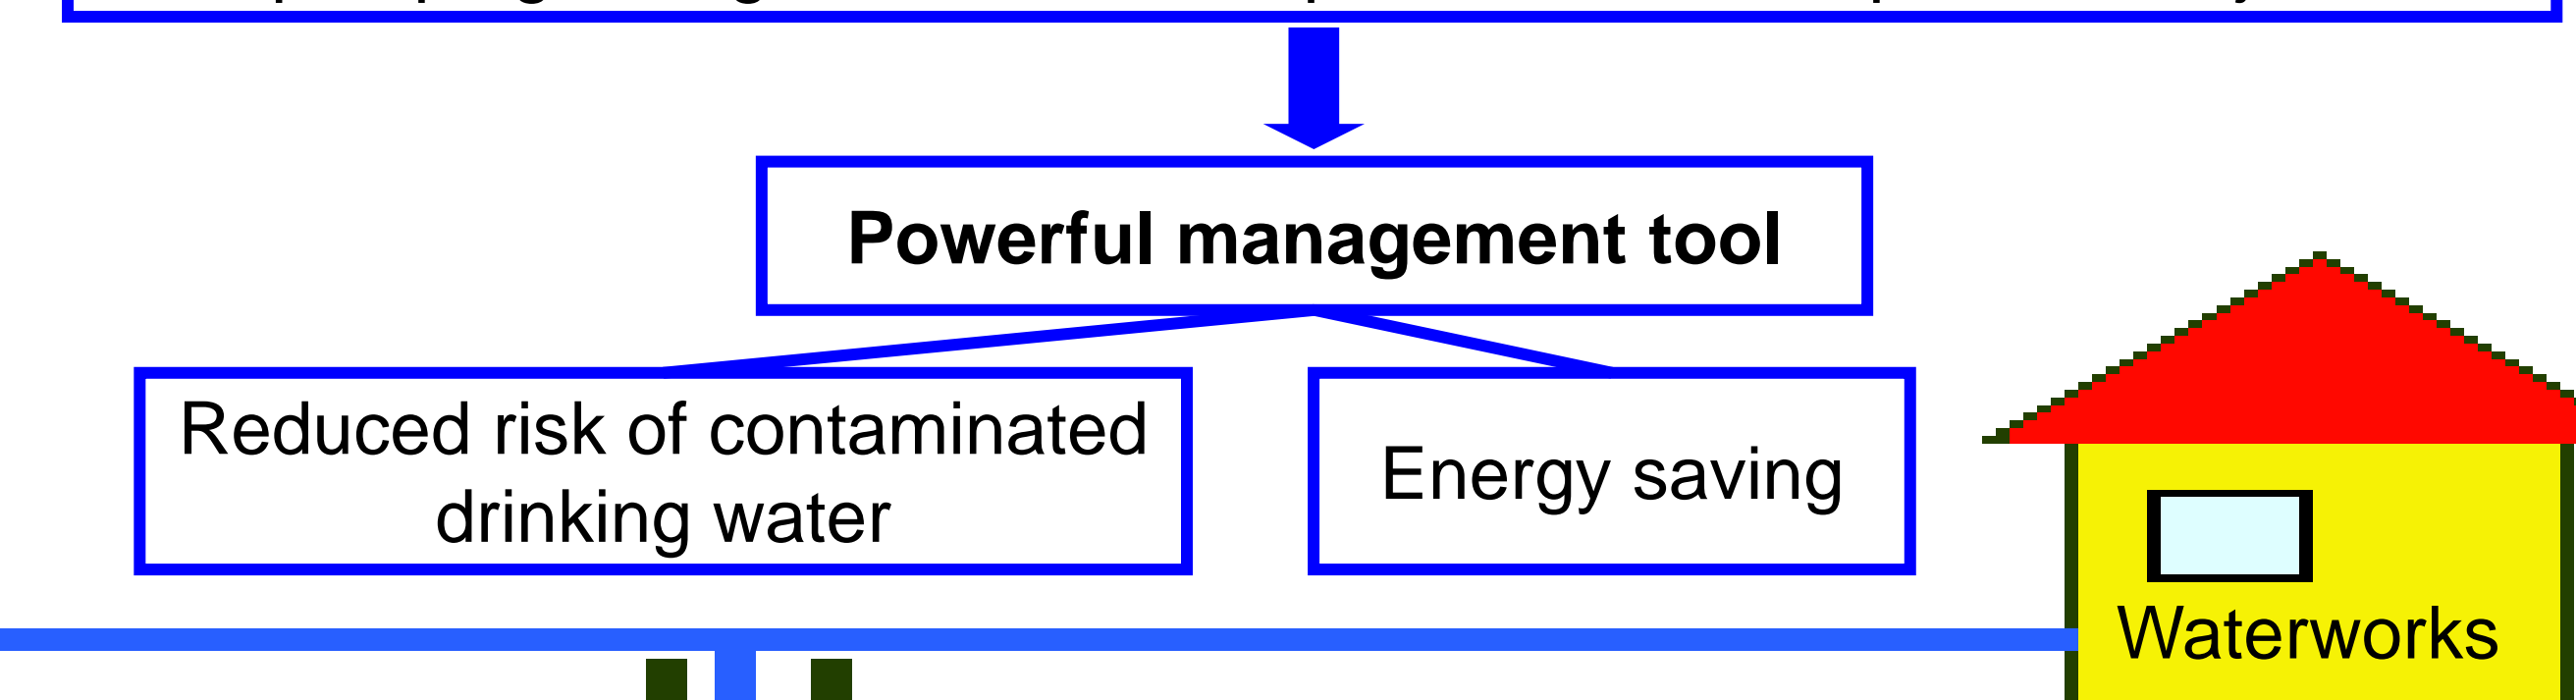 Powerful management tool
Reduced risk of contaminated
drinking water
Energy saving
Waterworks